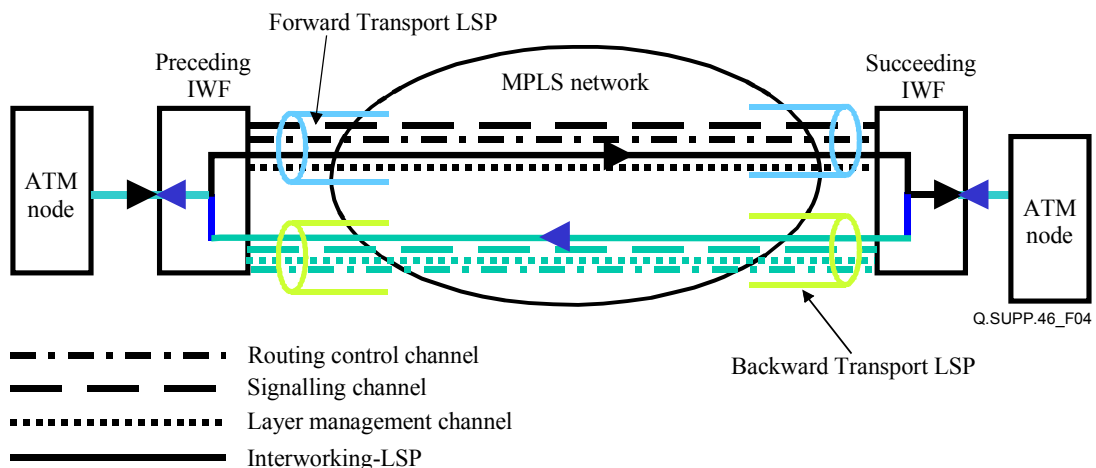 Forward Transport LSP
Preceding
IWF
MPLS network
Succeeding
IWF
ATM
node
ATM
node
Q.SUPP.46_F04
Backward Transport LSP
Routing control channel
Signalling channel
Layer management channel
Interworking-LSP